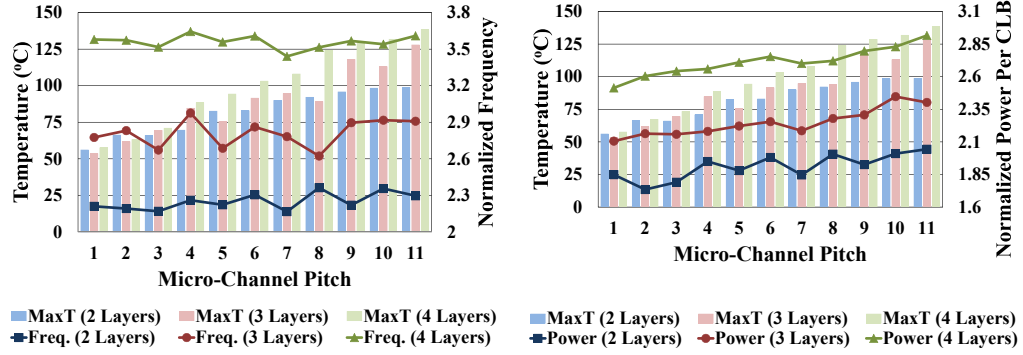 150
125
100
75
50
25
0
Temperature (°C)
3.8
3.5
3.2
2.9
2.6
2.3
2
Normalized Frequency
1 2 3 4 5 6 7 8 9 10 11
Micro-Channel Pitch
MaxT (2 Layers) MaxT (3 Layers) MaxT (4 Layers)
Freq. (2 Layers) Freq. (3 Layers) Freq. (4 Layers)
150
125
100
75
50
25
0
Temperature (°C)
3.1
2.85
2.6
2.35
2.1
1.85
1.6
Normalized Power Per CLB
1 2 3 4 5 6 7 8 9 10 11
Micro-Channel Pitch
MaxT (2 Layers) MaxT (3 Layers) MaxT (4 Layers)
Power (2 Layers) Power (3 Layers) Power (4 Layers)